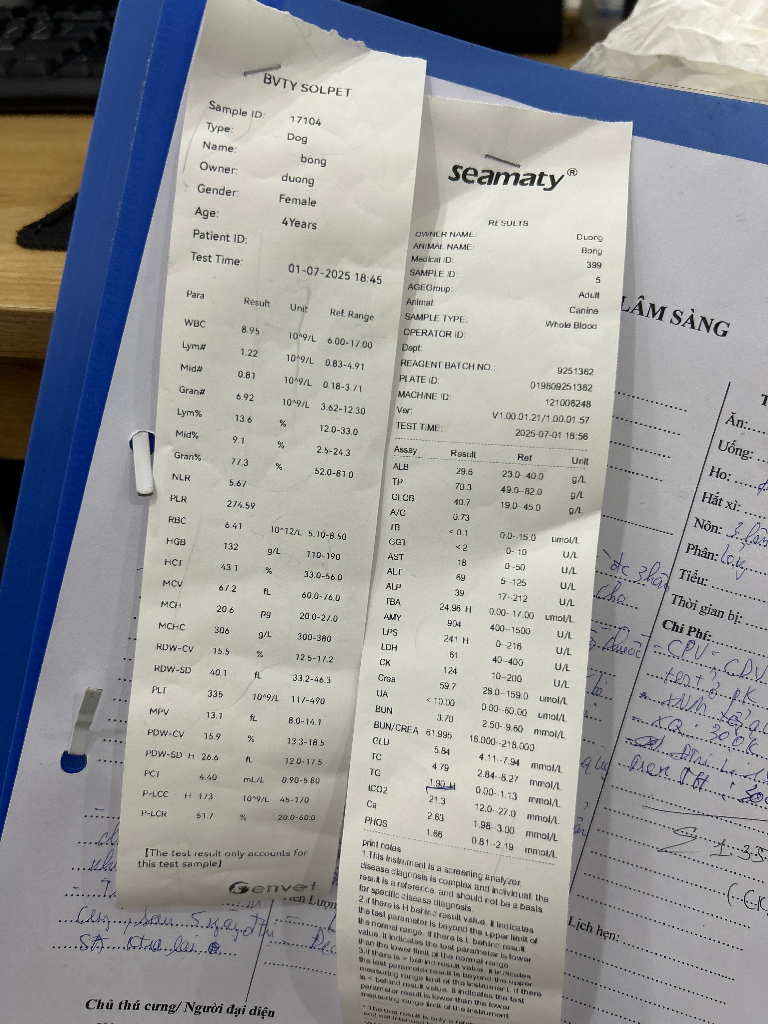 BVTY SOLPET
Sample ID: 17104
Type: Dog
Name: bong
Owner: duong
Gender: Female
Age: 4Years
Patient ID:
Test Time: 01-07-2025 18:45
Para Result Unit Ref. Range
WBC 8.95 10^9/L 6.00-17.00
Lym# 1.22 10^9/L 0.83-4.91
Mid# 0.81 10^9/L 0.18-3.71
Gran# 6.92 10^9/L 3.62-12.30
Lym% 13.6 % 12.0-33.0
Mid% 9.1 % 2.5-24.3
Gran% 77.3 % 52.0-81.0
NLR 5.67
PLR 274.59
RBC 6.41 10^12/L 5.10-8.50
HGB 132 g/L 110-190
HCT 43.1 % 33.0-56.0
MCV 67.2 fL 60.0-76.0
MCH 20.6 pg 20.0-27.0
MCHC 306 g/L 300-380
RDW-CV 15.5 % 12.5-17.2
RDW-SD 40.1 fL 33.2-46.3
PLT 335 10^9/L 117-490
MPV 13.1 fL 8.0-14.1
PDW-CV 15.9 % 13.3-18.5
PDW-SD H 26.6 fL 12.0-17.5
PCT 4.40 mL/L 0.90-5.80
P-LCC H 173 10^9/L 45-170
P-LCR 51.7 % 20.0-60.0
[The test result only accounts for
this test sample]
Genvet
seamaty®
RESULTS
OWNER NAME: Duong
ANIMAL NAME: Bong
Medical ID: 399
SAMPLE ID: 5
AGEGroup: Adult
Animal: Canine
SAMPLE TYPE: Whole Blood
OPERATOR ID:
Dept:
REAGENT BATCH NO.: 9251362
PLATE ID: 019809251362
MACHINE ID: 121006248
Ver: V1.00.01.21/1.00.01.57
TEST TIME: 2025-07-01 18:56
Assay Result Ref Unit
ALB 29.6 23.0-40.0 g/L
TP 70.3 49.0-82.0 g/L
GLOB 40.7 19.0-45.0 g/L
A/G 0.73
TB < 0.1 0.0-15.0 umol/L
GGT <2 0-10 U/L
AST 18 0-50 U/L
ALT 69 5-125 U/L
ALP 39 17-212 U/L
TBA 24.96 H 0.00-17.00 umol/L
AMY 904 400-1500 U/L
LPS 241 H 0-216 U/L
LDH 61 40-400 U/L
CK 124 10-200 U/L
Crea 59.7 28.0-159.0 umol/L
UA <10.00 0.00-60.00 umol/L
BUN 3.70 2.50-9.60 mmol/L
BUN/CREA 61.995 16.000-218.000
GLU 5.84 4.11-7.94 mmol/L
TC 4.79 2.84-8.27 mmol/L
TG 1.90 H 0.00-1.13 mmol/L
tCO2 21.3 12.0-27.0 mmol/L
Ca 2.63 1.98-3.00 mmol/L
PHOS 1.66 0.81-2.19 mmol/L
print notes
1.This instrument is a screening analyzer,
disease diagnosis is complex and individual, the
result is a reference, and should not be a basis
for specific disease diagnosis
2.if there is H behind result value, it indicates
the test parameter is beyond the upper limit of
the normal range. If there is L behind result
value, it indicates the test parameter is lower
than the lower limit of the normal range.
3.if there is > behind result value, it indicates
the test parameter result is beyond the upper
measuring range limit of the instrument, if there
is < behind result value, it indicates the test
parameter result is lower than the lower
measuring range limit of the instrument.
LÂM SÀNG
Ăn:
Uống:
Ho:
Hắt xì:
Nôn: 3 lần
Phân: lỏng
Tiểu:
Thời gian bị:
Chi Phí:
- CPV - CDV
300k
Lịch hẹn:
Chủ thú cưng/ Người đại diện